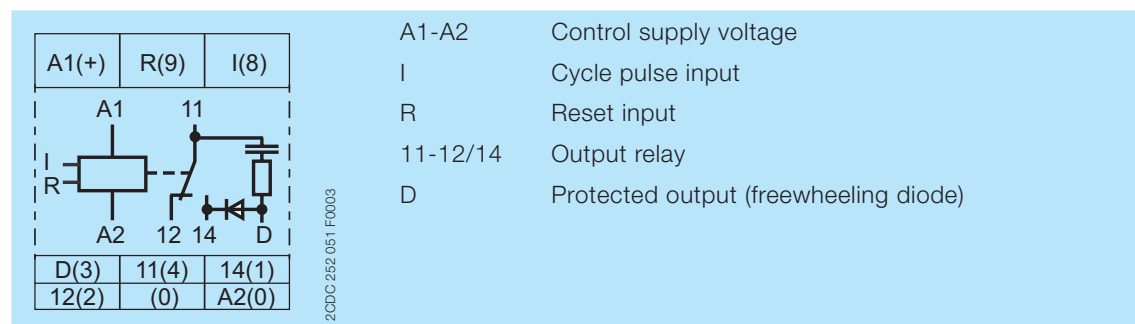 A1(+) R(9) I(8)
A1 11
I
R
A2 12 14 D
D(3) 11(4) 14(1)
12(2) (0) A2(0)
2CDC 252 051 F0003
A1-A2 Control supply voltage
I Cycle pulse input
R Reset input
11-12/14 Output relay
D Protected output (freewheeling diode)